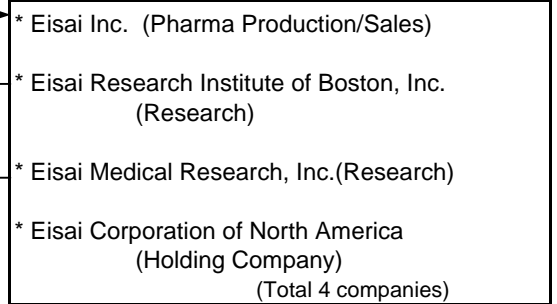 * Eisai Inc.  (Pharma Production/Sales)
* Eisai Research Institute of Boston, Inc.
(Research)
* Eisai Medical Research, Inc.(Research)
* Eisai Corporation of North America
(Holding Company)
(Total 4 companies)